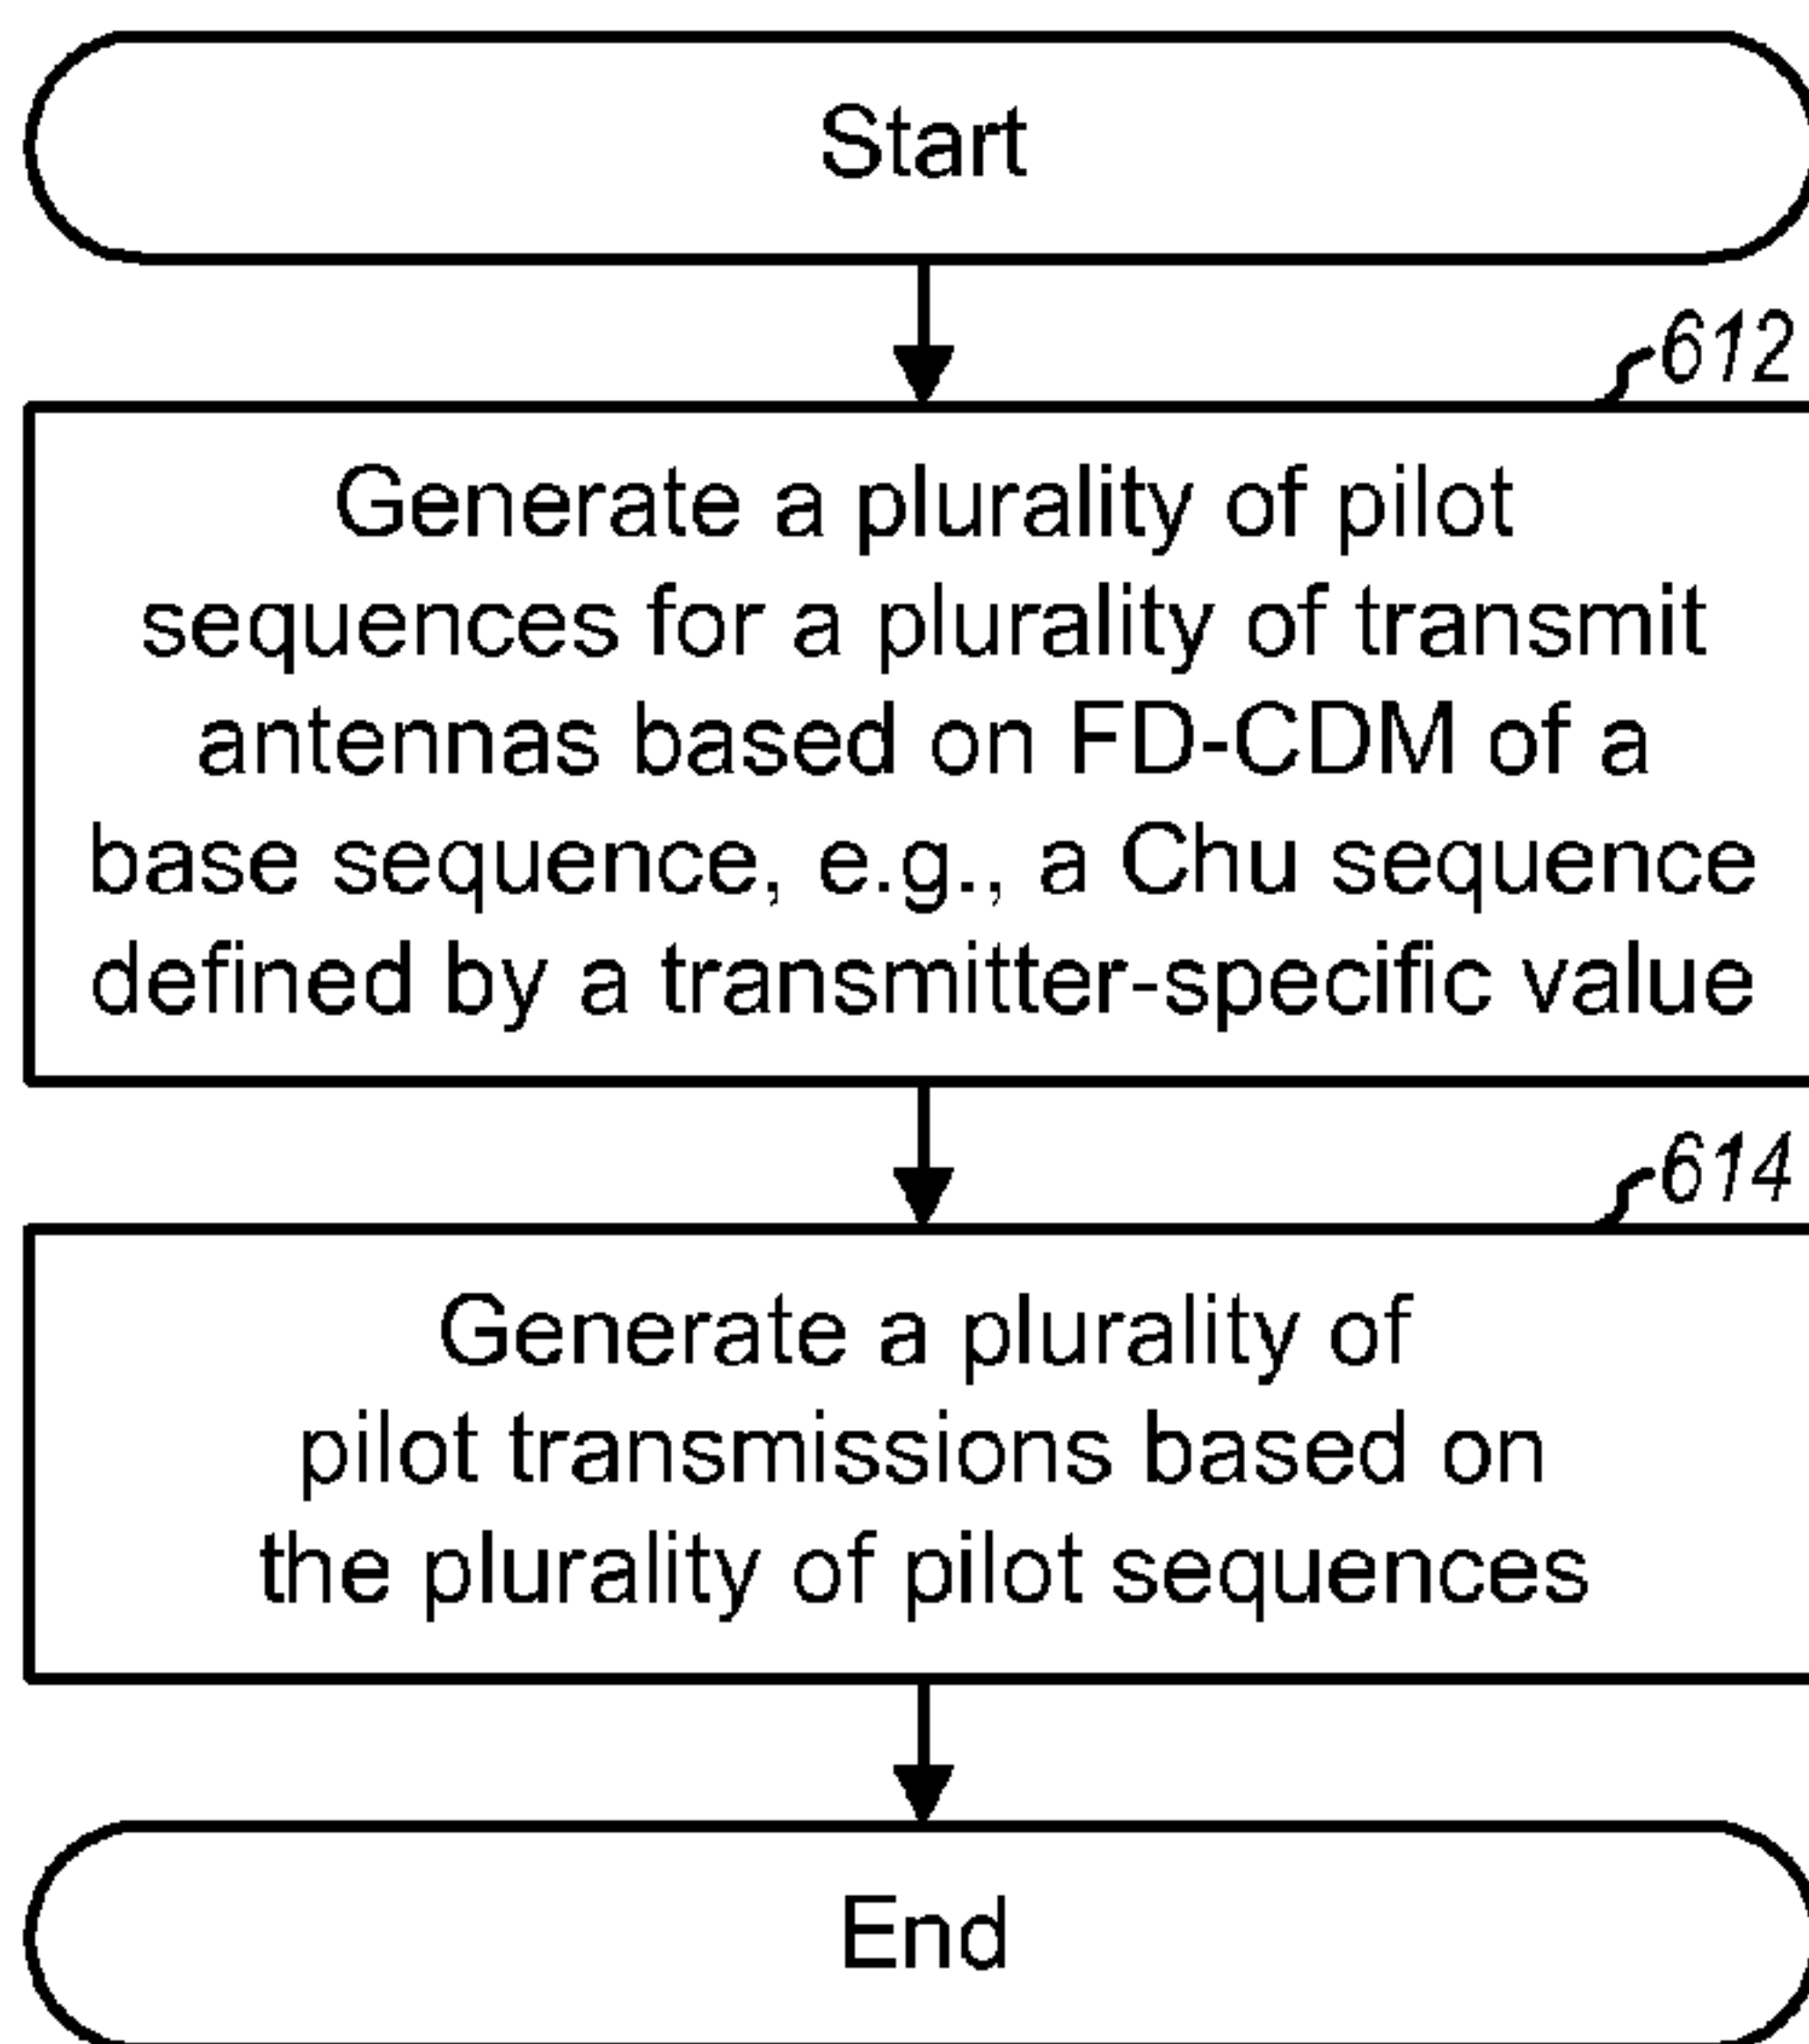 Start
612
Generate a plurality of pilot
sequences for a plurality of transmit
antennas based on FD-CDM of a
base sequence, e.g., a Chu sequence
defined by a transmitter-specific value
614
Generate a plurality of
pilot transmissions based on
the plurality of pilot sequences
End